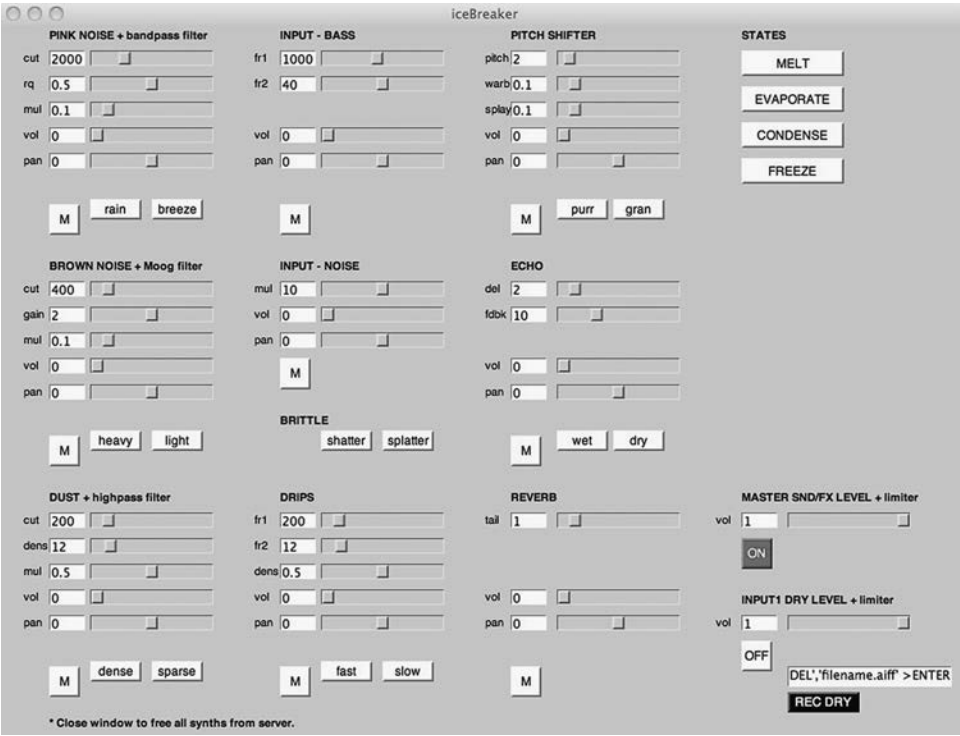 iceBreaker
PINK NOISE + bandpass filter
cut 2000
rq 0.5
mul 0.1
vol 0
pan 0
M rain breeze
INPUT - BASS
fr1 1000
fr2 40
vol 0
pan 0
M
PITCH SHIFTER
pitch 2
warb 0.1
splay 0.1
vol 0
pan 0
M purr gran
STATES
MELT
EVAPORATE
CONDENSE
FREEZE
BROWN NOISE + Moog filter
cut 400
gain 2
mul 0.1
vol 0
pan 0
M heavy light
INPUT - NOISE
mul 10
vol 0
pan 0
M
BRITTLE
shatter splatter
ECHO
del 2
fdbk 10
vol 0
pan 0
M wet dry
DUST + highpass filter
cut 200
dens 12
mul 0.5
vol 0
pan 0
M dense sparse
DRIPS
fr1 200
fr2 12
dens 0.5
vol 0
pan 0
M fast slow
REVERB
tail 1
vol 0
pan 0
M
MASTER SND/FX LEVEL + limiter
vol 1
ON
INPUT1 DRY LEVEL + limiter
vol 1
OFF
DEL','filename.aiff' >ENTER
REC DRY
* Close window to free all synths from server.